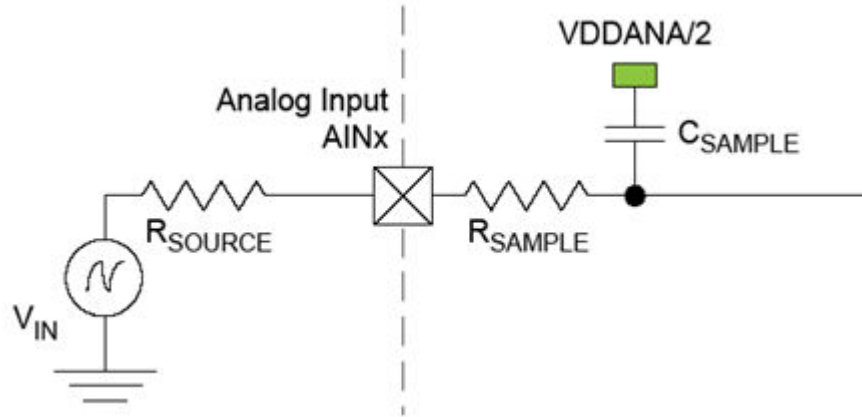 VDDANA/2
Analog Input
AINx
CSAMPLE
RSOURCE
RSAMPLE
VIN